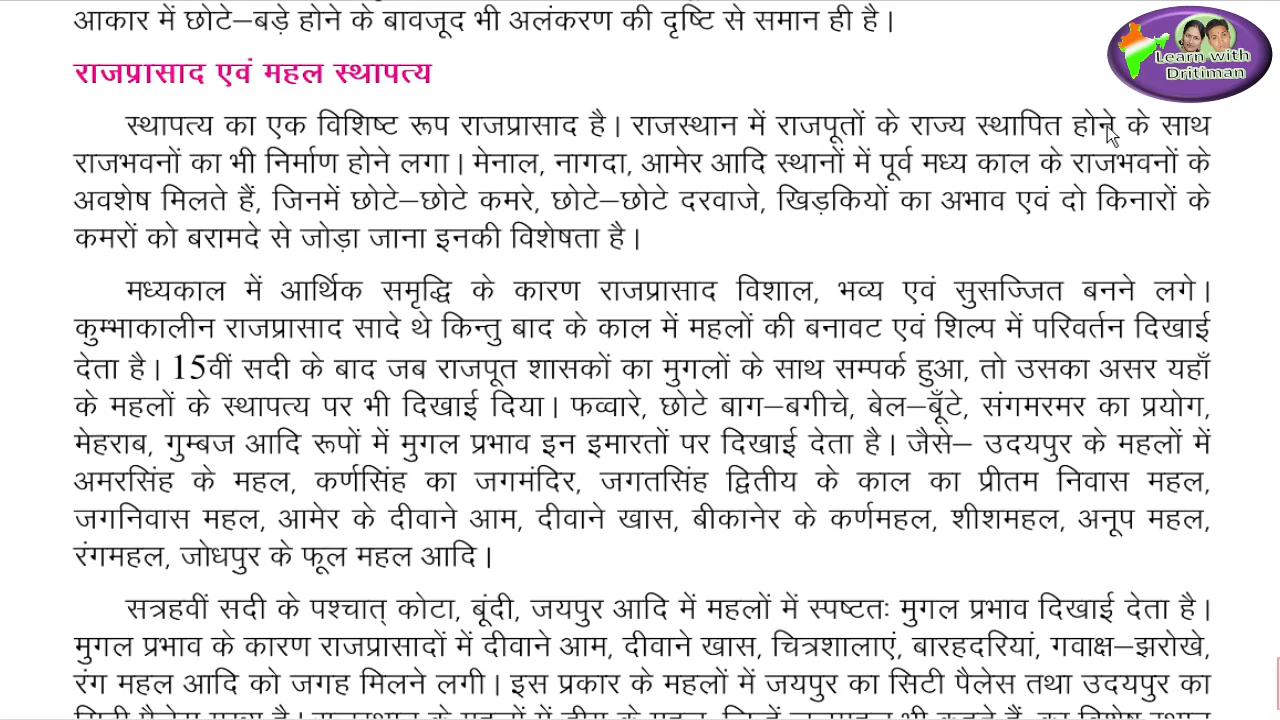 आकार में छोटे–बड़े होने के बावजूद भी अलंकरण की दृष्टि से समान ही है।
Learn with
Dritiman
राजप्रासाद एवं महल स्थापत्य
स्थापत्य का एक विशिष्ट रूप राजप्रासाद है। राजस्थान में राजपूतों के राज्य स्थापित होने के साथ
राजभवनों का भी निर्माण होने लगा। मेनाल, नागदा, आमेर आदि स्थानों में पूर्व मध्य काल के राजभवनों के
अवशेष मिलते हैं, जिनमें छोटे–छोटे कमरे, छोटे–छोटे दरवाजे, खिड़कियों का अभाव एवं दो किनारों के
कमरों को बरामदे से जोड़ा जाना इनकी विशेषता है।
मध्यकाल में आर्थिक समृद्धि के कारण राजप्रासाद विशाल, भव्य एवं सुसज्जित बनने लगे।
कुम्भाकालीन राजप्रासाद सादे थे किन्तु बाद के काल में महलों की बनावट एवं शिल्प में परिवर्तन दिखाई
देता है। 15वीं सदी के बाद जब राजपूत शासकों का मुगलों के साथ सम्पर्क हुआ, तो उसका असर यहाँ
के महलों के स्थापत्य पर भी दिखाई दिया। फव्वारे, छोटे बाग–बगीचे, बेल–बूँटे, संगमरमर का प्रयोग,
मेहराब, गुम्बज आदि रूपों में मुगल प्रभाव इन इमारतों पर दिखाई देता है। जैसे– उदयपुर के महलों में
अमरसिंह के महल, कर्णसिंह का जगमंदिर, जगतसिंह द्वितीय के काल का प्रीतम निवास महल,
जगनिवास महल, आमेर के दीवाने आम, दीवाने खास, बीकानेर के कर्णमहल, शीशमहल, अनूप महल,
रंगमहल, जोधपुर के फूल महल आदि।
सत्रहवीं सदी के पश्चात् कोटा, बूंदी, जयपुर आदि में महलों में स्पष्टतः मुगल प्रभाव दिखाई देता है।
मुगल प्रभाव के कारण राजप्रासादों में दीवाने आम, दीवाने खास, चित्रशालाएं, बारहदरियां, गवाक्ष–झरोखे,
रंग महल आदि को जगह मिलने लगी। इस प्रकार के महलों में जयपुर का सिटी पैलेस तथा उदयपुर का